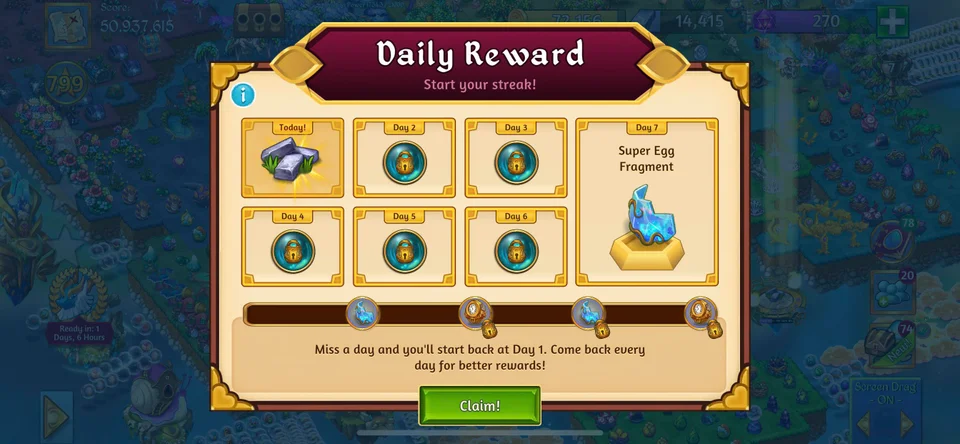 Score:
50,937,615
72,156
14,415
270
799
Daily Reward
Start your streak!
i
Today!
Day 2
Day 3
Day 7
Super Egg
Fragment
Day 4
Day 5
Day 6
78
20
74
Ready in: 1
Days, 6 Hours
Miss a day and you'll start back at Day 1. Come back every
day for better rewards!
Claim!
Screen Drag
- ON -